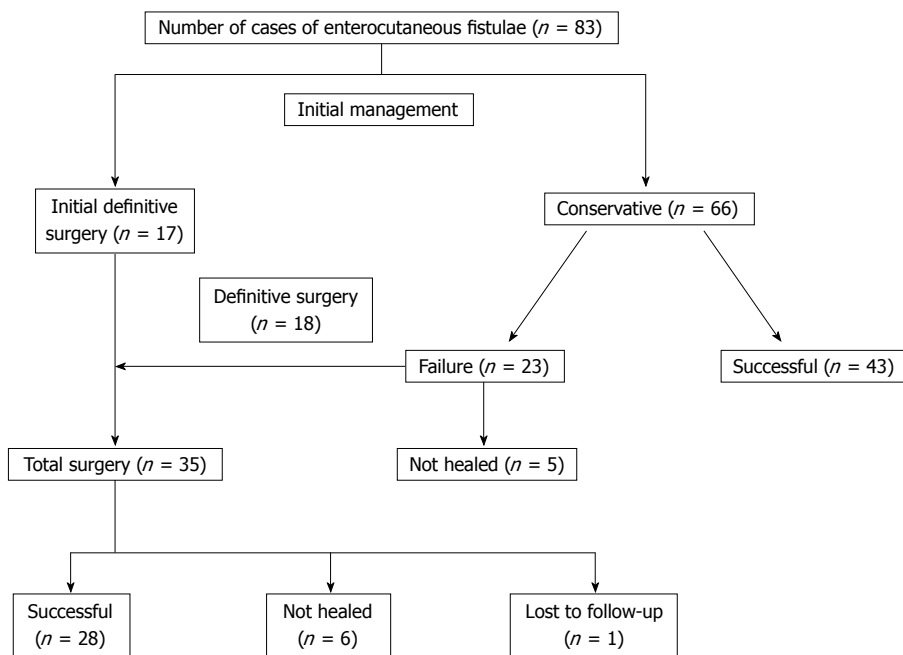 Number of cases of enterocutaneous fistulae (n = 83)
Initial management
Initial definitive
surgery (n = 17)
Conservative (n = 66)
Definitive surgery
(n = 18)
Failure (n = 23)
Successful (n = 43)
Total surgery (n = 35)
Not healed (n = 5)
Successful
(n = 28)
Not healed
(n = 6)
Lost to follow-up
(n = 1)